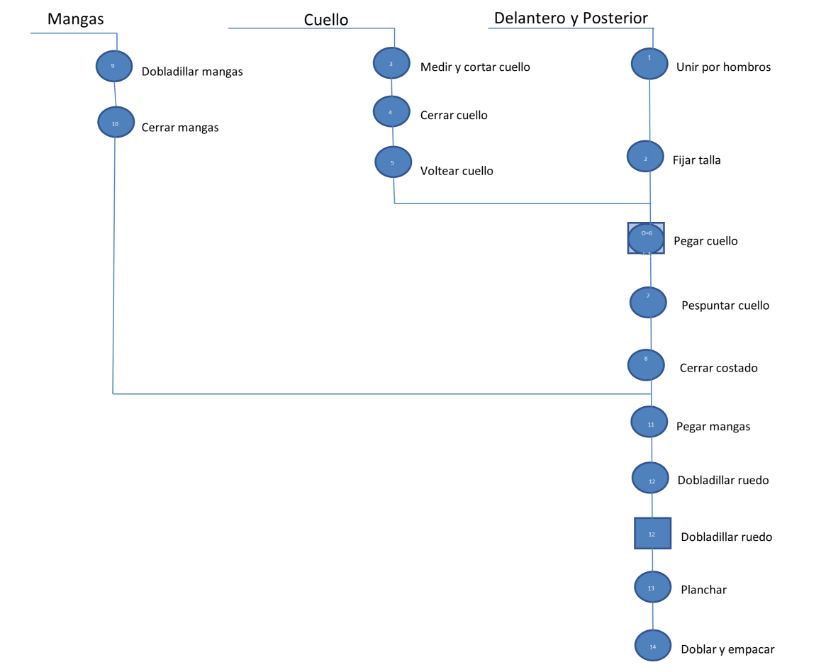 Mangas
Cuello
Delantero y Posterior
9
Dobladillar mangas
10
Cerrar mangas
3
Medir y cortar cuello
4
Cerrar cuello
5
Voltear cuello
1
Unir por hombros
2
Fijar talla
Pegar cuello
7
Pespuntar cuello
8
Cerrar costado
11
Pegar mangas
12
Dobladillar ruedo
12
Dobladillar ruedo
13
Planchar
14
Doblar y empacar